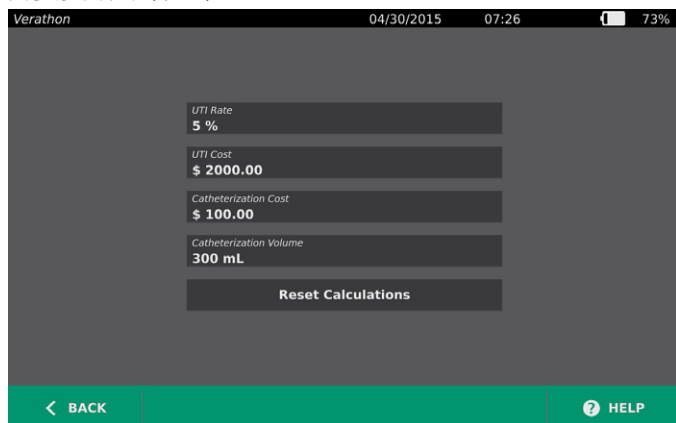 Verathon 04/30/2015 07:26 73%
UTI Rate
5 %
UTI Cost
$ 2000.00
Catheterization Cost
$ 100.00
Catheterization Volume
300 mL
Reset Calculations
BACK ? HELP